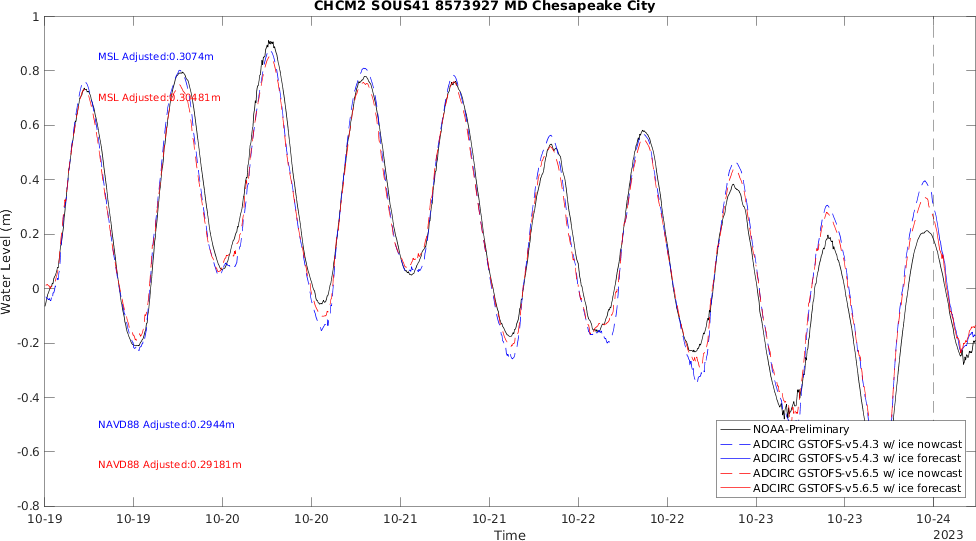 CHCM2 SOUS41 8573927 MD Chesapeake City
1
0.8
0.6
0.4
0.2
0
-0.2
-0.4
-0.6
-0.8
Water Level (m)
MSL Adjusted:0.3074m
MSL Adjusted:0.30481m
NAVD88 Adjusted:0.2944m
NAVD88 Adjusted:0.29181m
NOAA-Preliminary
ADCIRC GSTOFS-v5.4.3 w/ ice nowcast
ADCIRC GSTOFS-v5.4.3 w/ ice forecast
ADCIRC GSTOFS-v5.6.5 w/ ice nowcast
ADCIRC GSTOFS-v5.6.5 w/ ice forecast
10-19 10-19 10-20 10-20 10-21 10-21 10-22 10-22 10-23 10-23 10-24
Time
2023